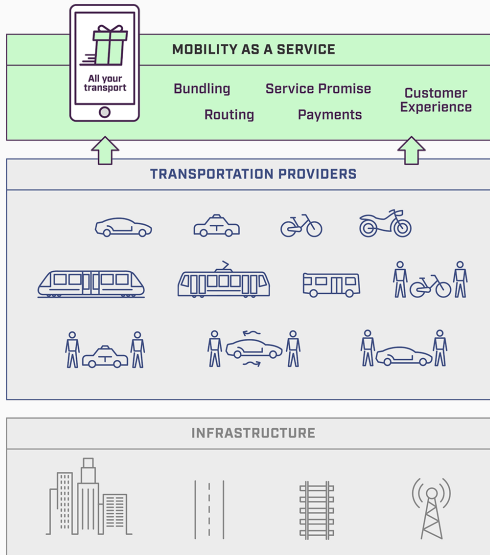 MOBILITY AS A SERVICE
All your
transport
Bundling
Service Promise
Customer
Experience
Routing
Payments
TRANSPORTATION PROVIDERS
INFRASTRUCTURE